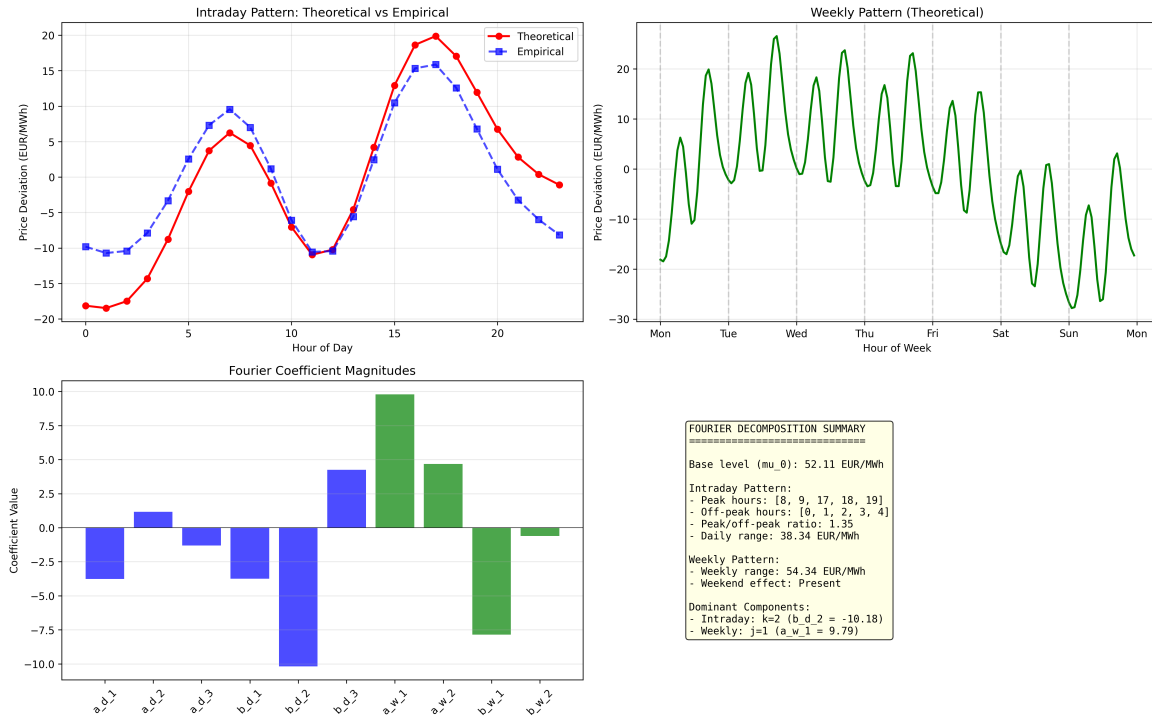 Intraday Pattern: Theoretical vs Empirical
Price Deviation (EUR/MWh)
20
15
10
5
0
−5
−10
−15
−20
Theoretical
Empirical
0
5
10
15
20
Hour of Day
Weekly Pattern (Theoretical)
Price Deviation (EUR/MWh)
20
10
0
−10
−20
−30
Mon
Tue
Wed
Thu
Fri
Sat
Sun
Mon
Hour of Week
Fourier Coefficient Magnitudes
Coefficient Value
10.0
7.5
5.0
2.5
0.0
−2.5
−5.0
−7.5
−10.0
a_d_1
a_d_2
a_d_3
b_d_1
b_d_2
b_d_3
a_w_1
a_w_2
b_w_1
b_w_2
FOURIER DECOMPOSITION SUMMARY
=============================
Base level (mu_0): 52.11 EUR/MWh
Intraday Pattern:
- Peak hours: [8, 9, 17, 18, 19]
- Off-peak hours: [0, 1, 2, 3, 4]
- Peak/off-peak ratio: 1.35
- Daily range: 38.34 EUR/MWh
Weekly Pattern:
- Weekly range: 54.34 EUR/MWh
- Weekend effect: Present
Dominant Components:
- Intraday: k=2 (b_d_2 = -10.18)
- Weekly: j=1 (a_w_1 = 9.79)